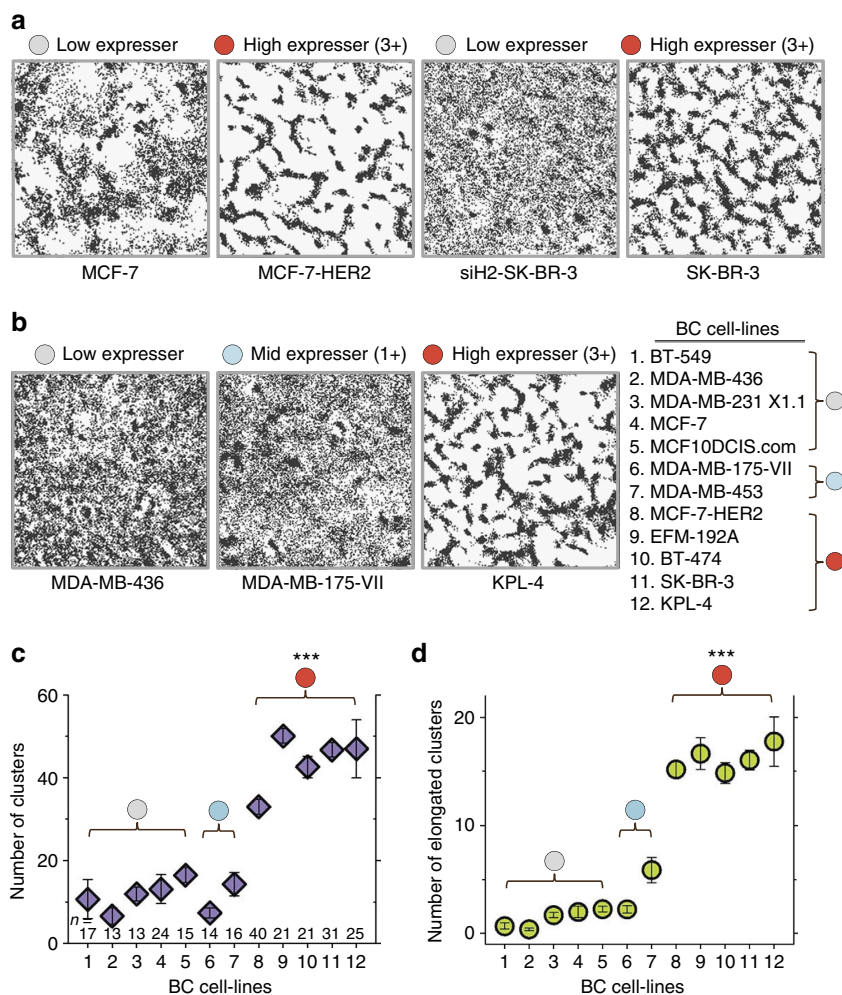 a
Low expresser High expresser (3+) Low expresser High expresser (3+)
MCF-7 MCF-7-HER2 siH2-SK-BR-3 SK-BR-3
b
Low expresser Mid expresser (1+) High expresser (3+)
MDA-MB-436 MDA-MB-175-VII KPL-4
BC cell-lines
1. BT-549
2. MDA-MB-436
3. MDA-MB-231 X1.1
4. MCF-7
5. MCF10DCIS.com
6. MDA-MB-175-VII
7. MDA-MB-453
8. MCF-7-HER2
9. EFM-192A
10. BT-474
11. SK-BR-3
12. KPL-4
c
***
Number of clusters
60
40
20
0
n =
17 13 13 24 15 14 16 40 21 21 31 25
1 2 3 4 5 6 7 8 9 10 11 12
BC cell-lines
d
***
Number of elongated clusters
20
10
0
1 2 3 4 5 6 7 8 9 10 11 12
BC cell-lines